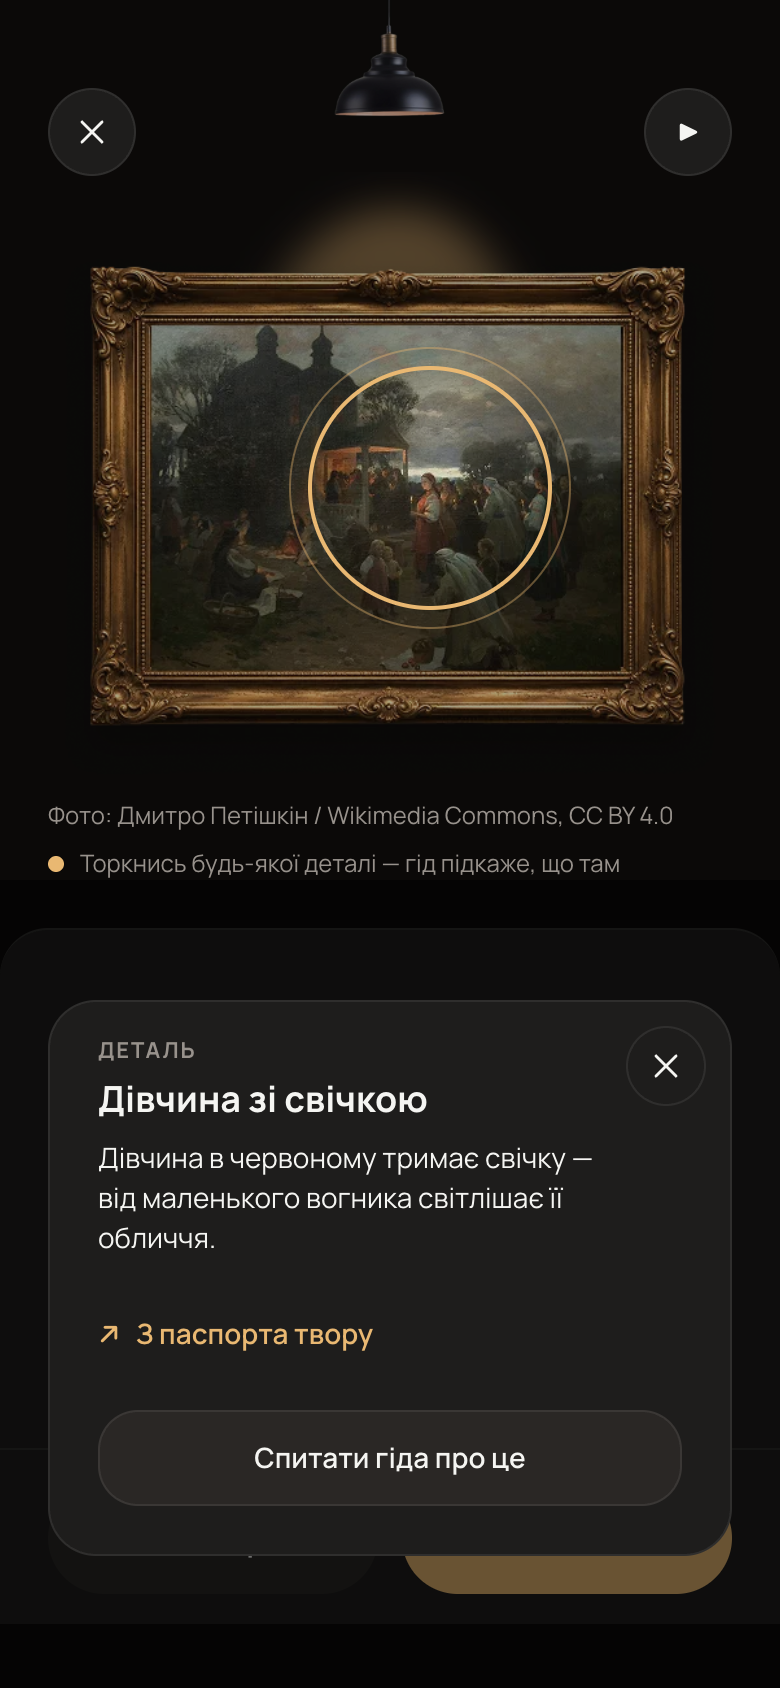 Фото: Дмитро Петішкін / Wikimedia Commons, CC BY 4.0
Торкнись будь-якої деталі — гід підкаже, що там
ДЕТАЛЬ
Дівчина зі свічкою
Дівчина в червоному тримає свічку —
від маленького вогника світлішає її
обличчя.
З паспорта твору
Спитати гіда про це